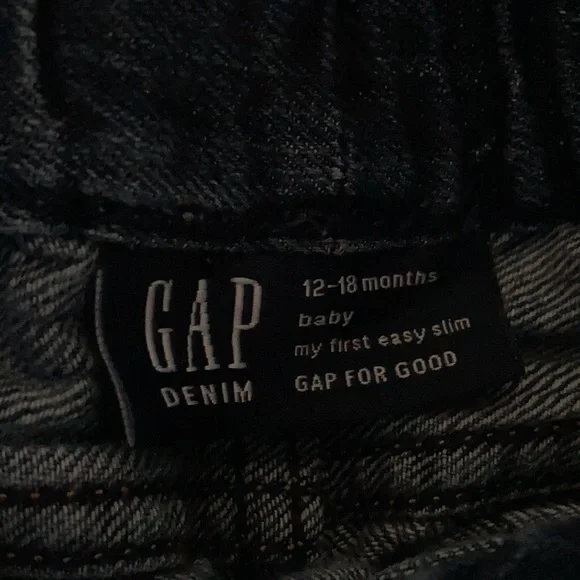 GAP
DENIM
12-18 months
baby
my first easy slim
GAP FOR GOOD